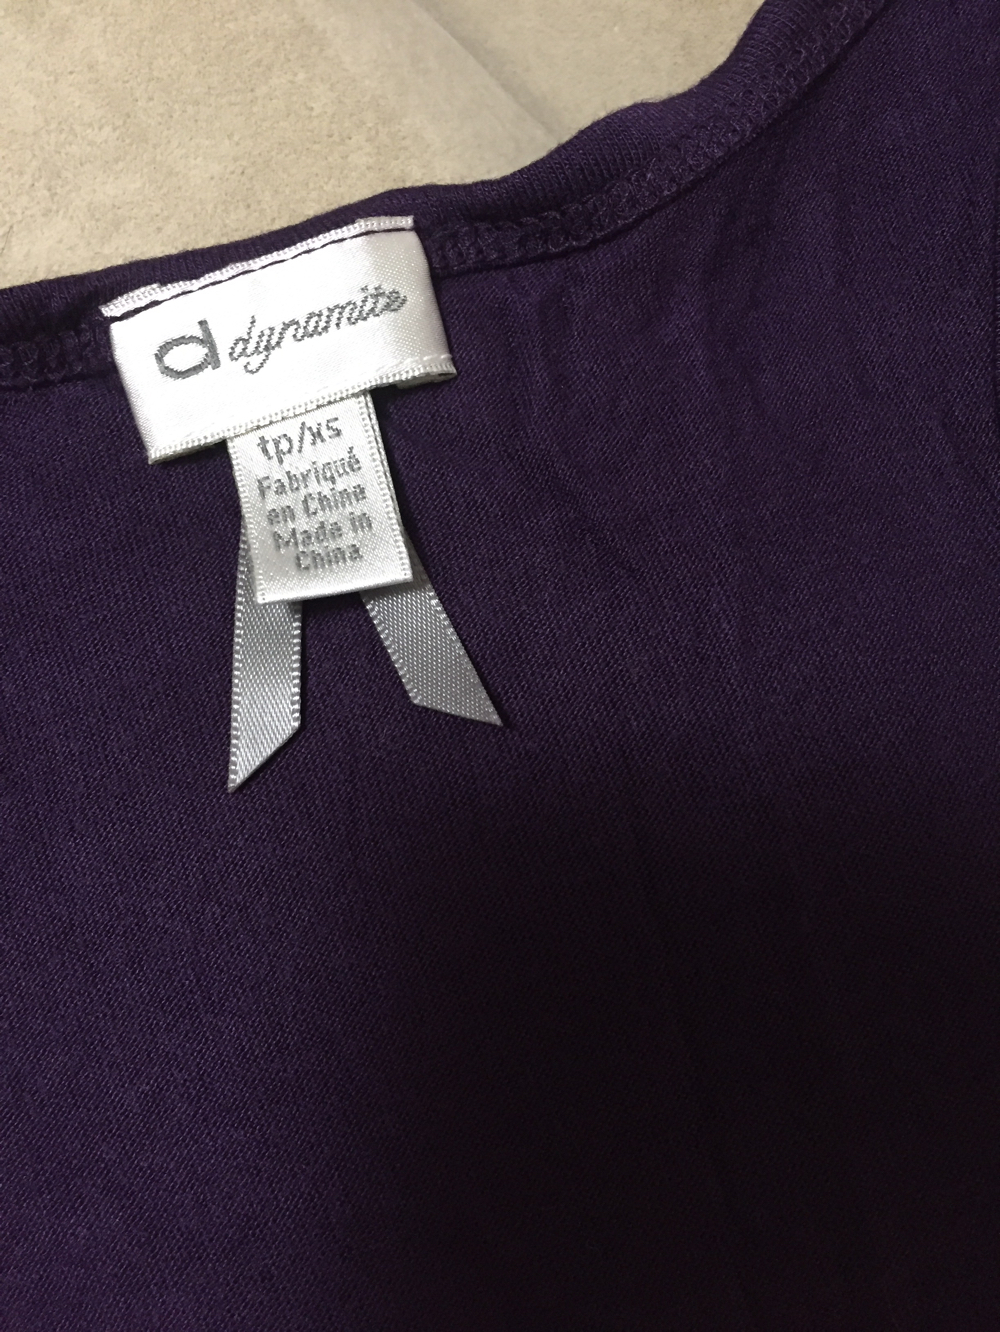 d dynamite
tp/xs
Fabriqué
en Chine
Made in
China